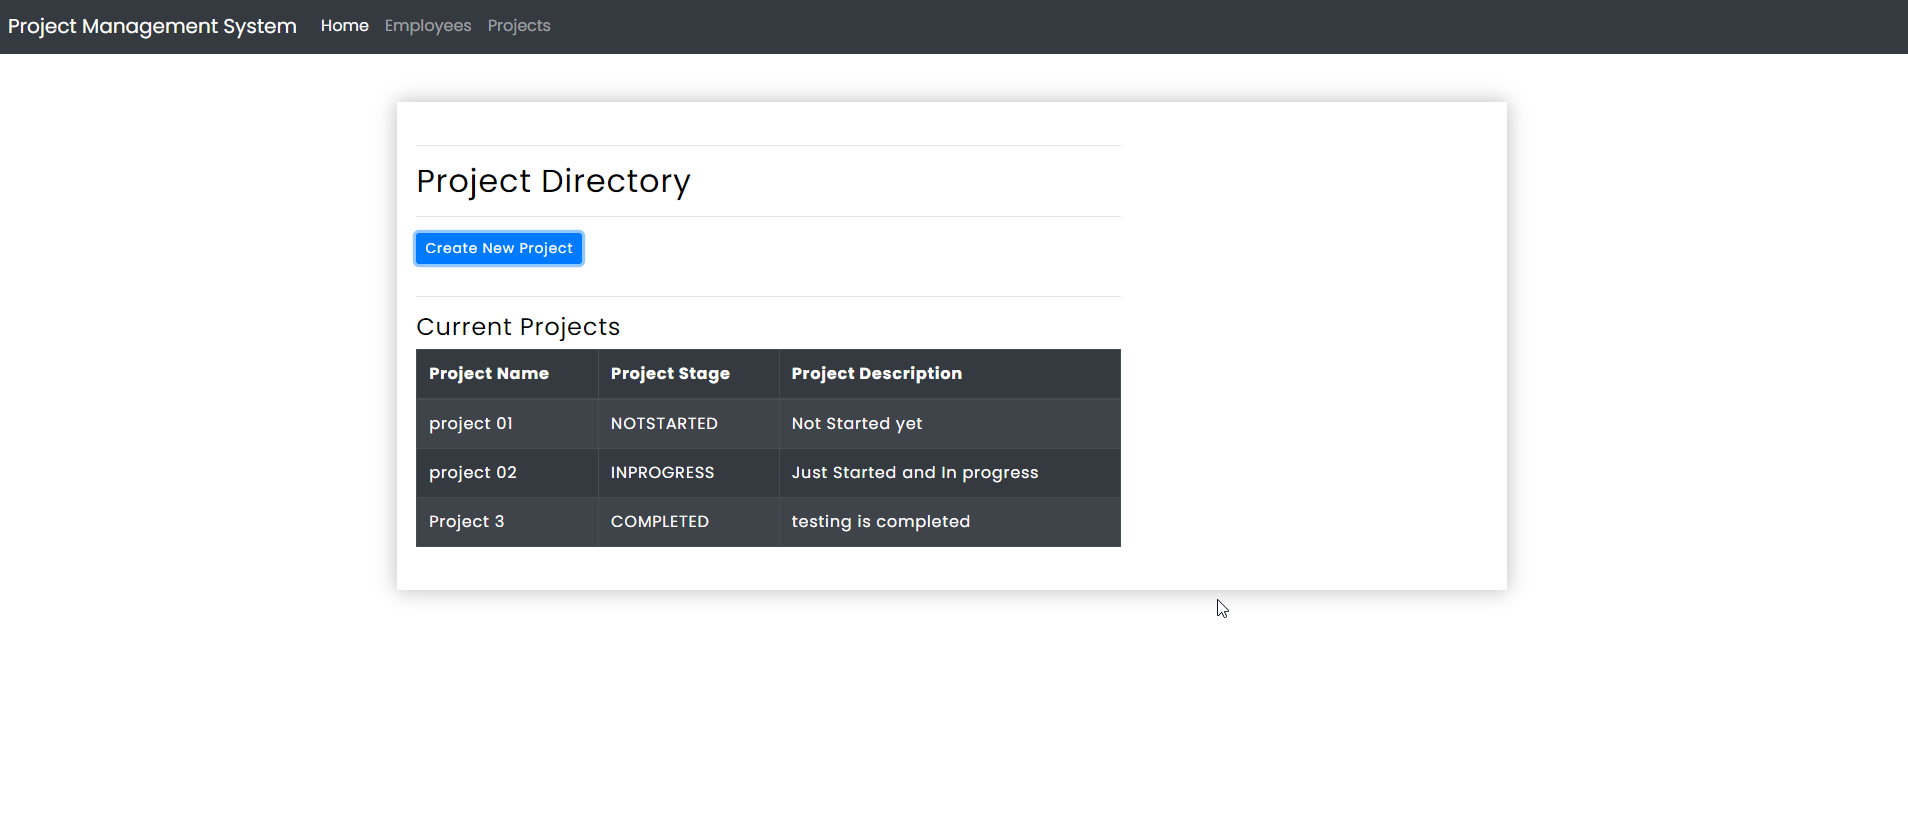 Project Management System Home Employees Projects
Project Directory
Create New Project
Current Projects
Project Name Project Stage Project Description
project 01 NOTSTARTED Not Started yet
project 02 INPROGRESS Just Started and In progress
Project 3 COMPLETED testing is completed